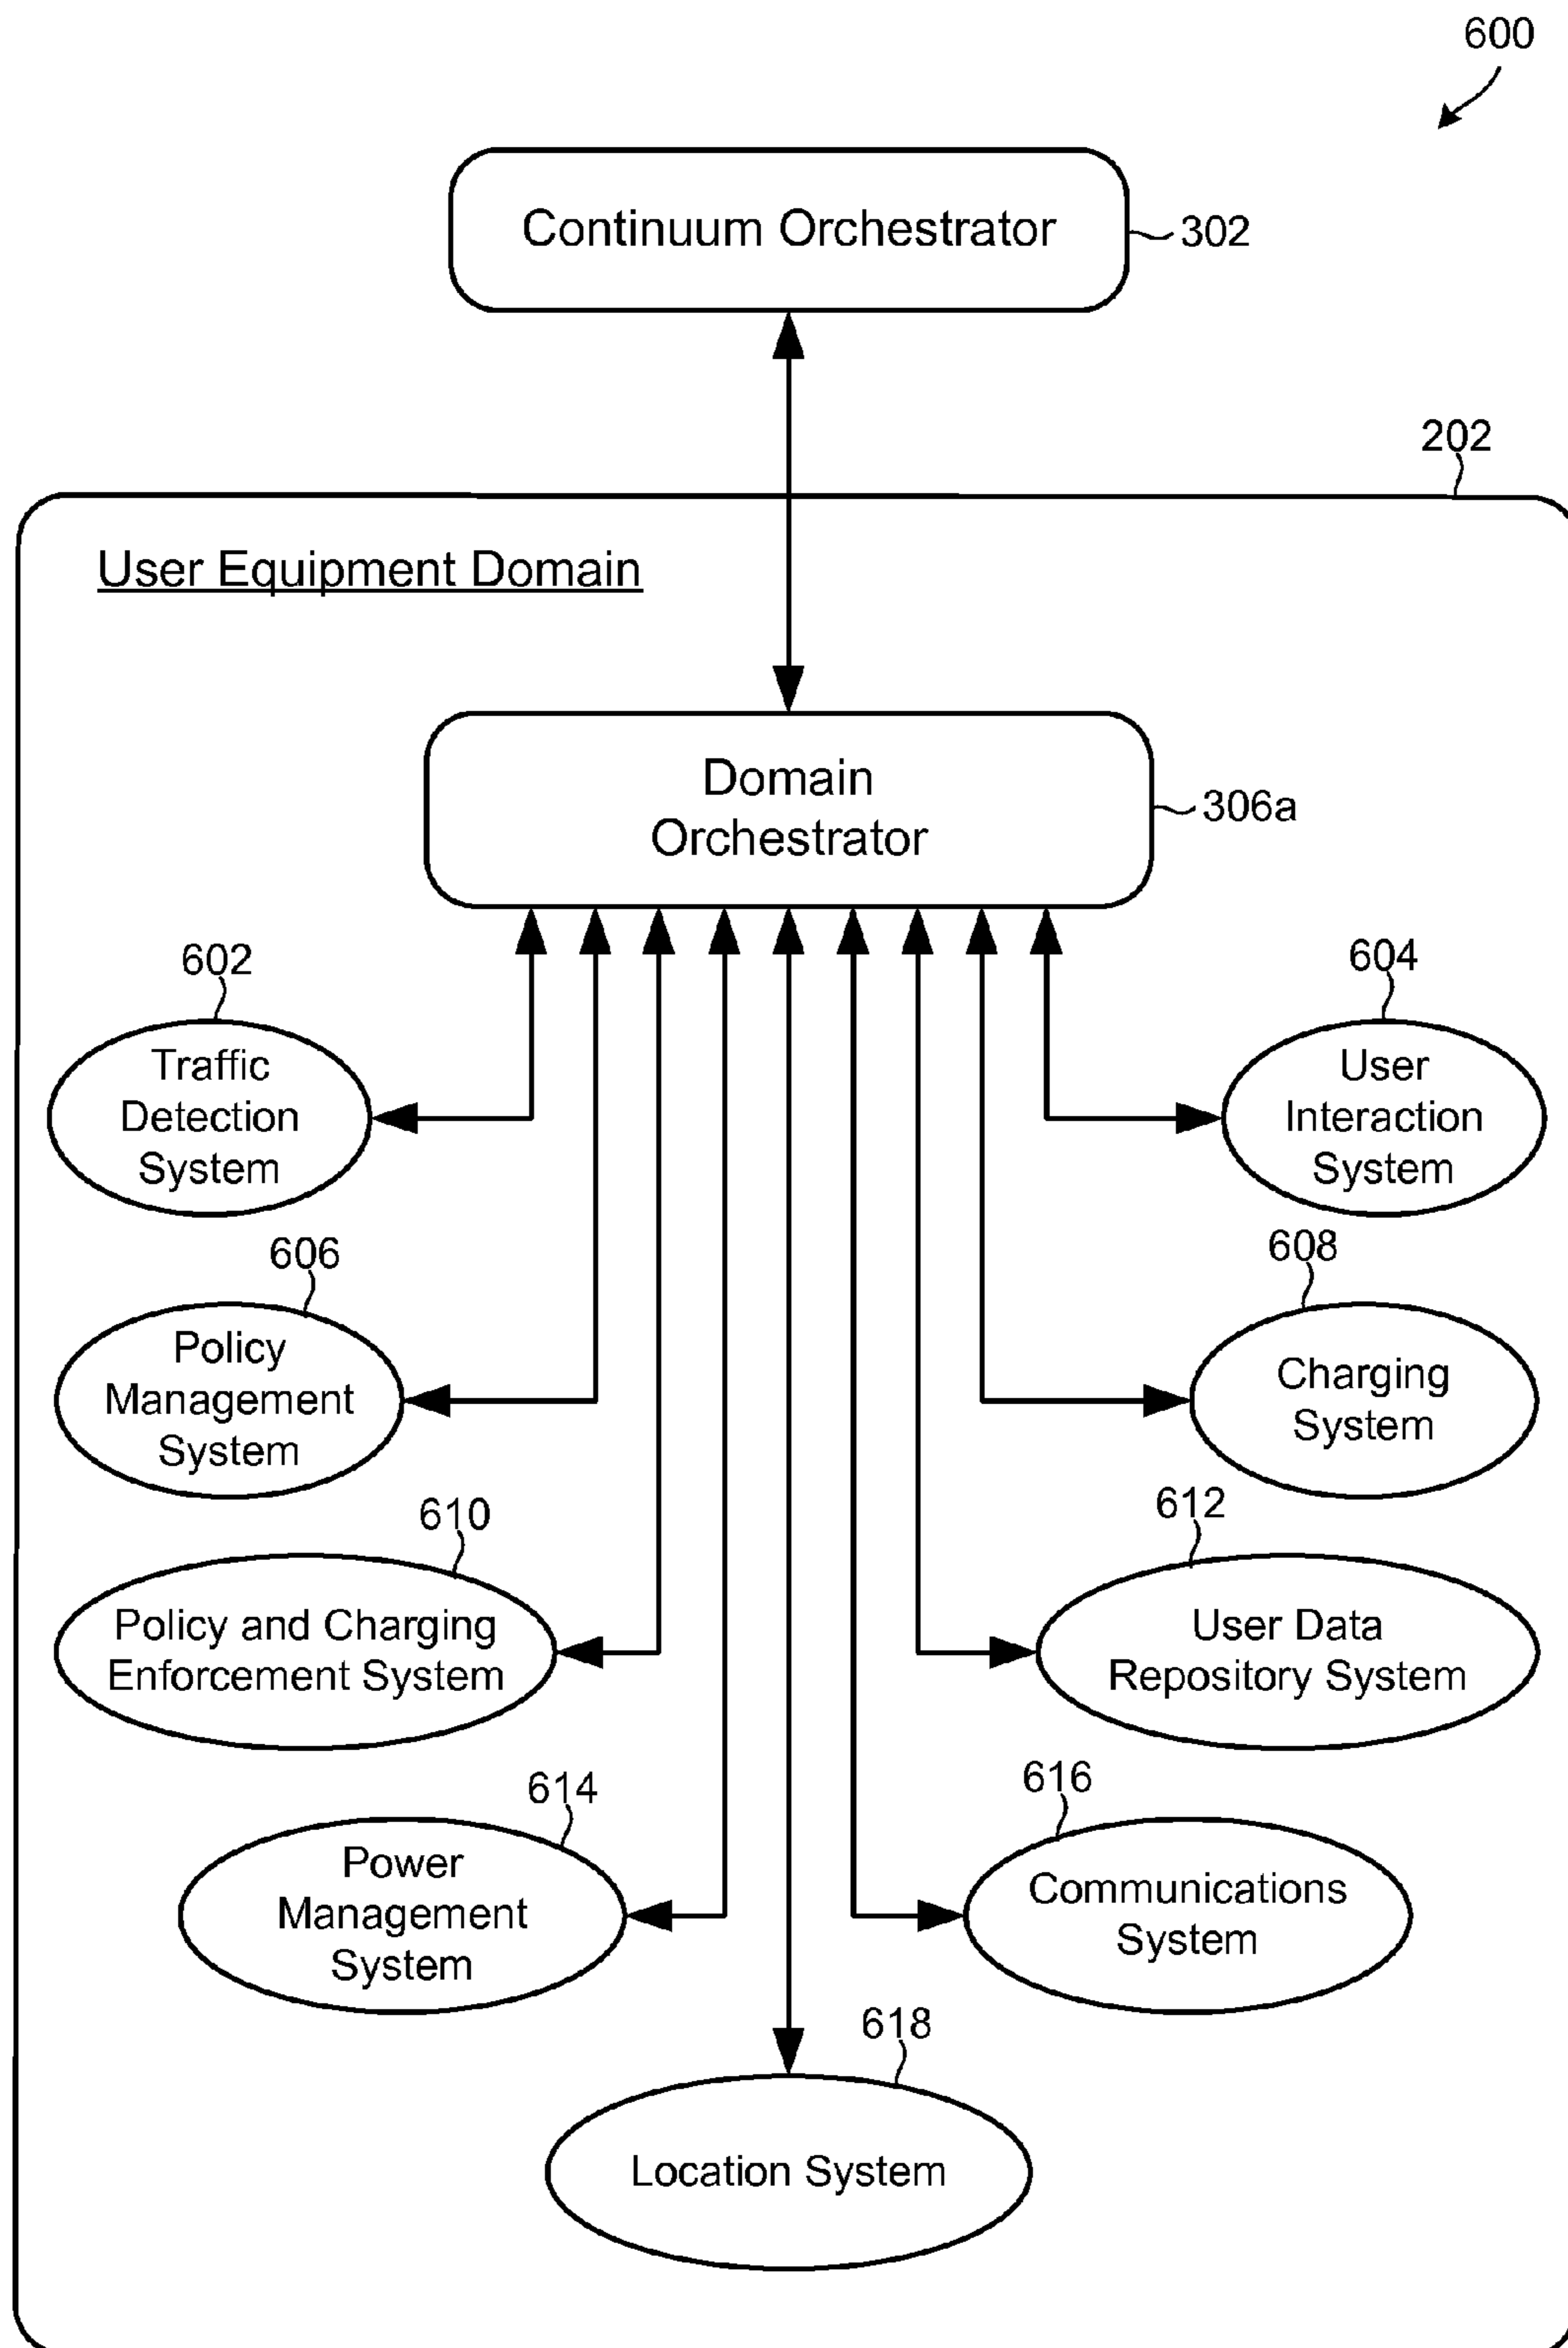 600
Continuum Orchestrator
302
202
User Equipment Domain
Domain
Orchestrator
306a
602
Traffic
Detection
System
604
User
Interaction
System
606
Policy
Management
System
608
Charging
System
610
Policy and Charging
Enforcement System
612
User Data
Repository System
614
Power
Management
System
616
Communications
System
618
Location System